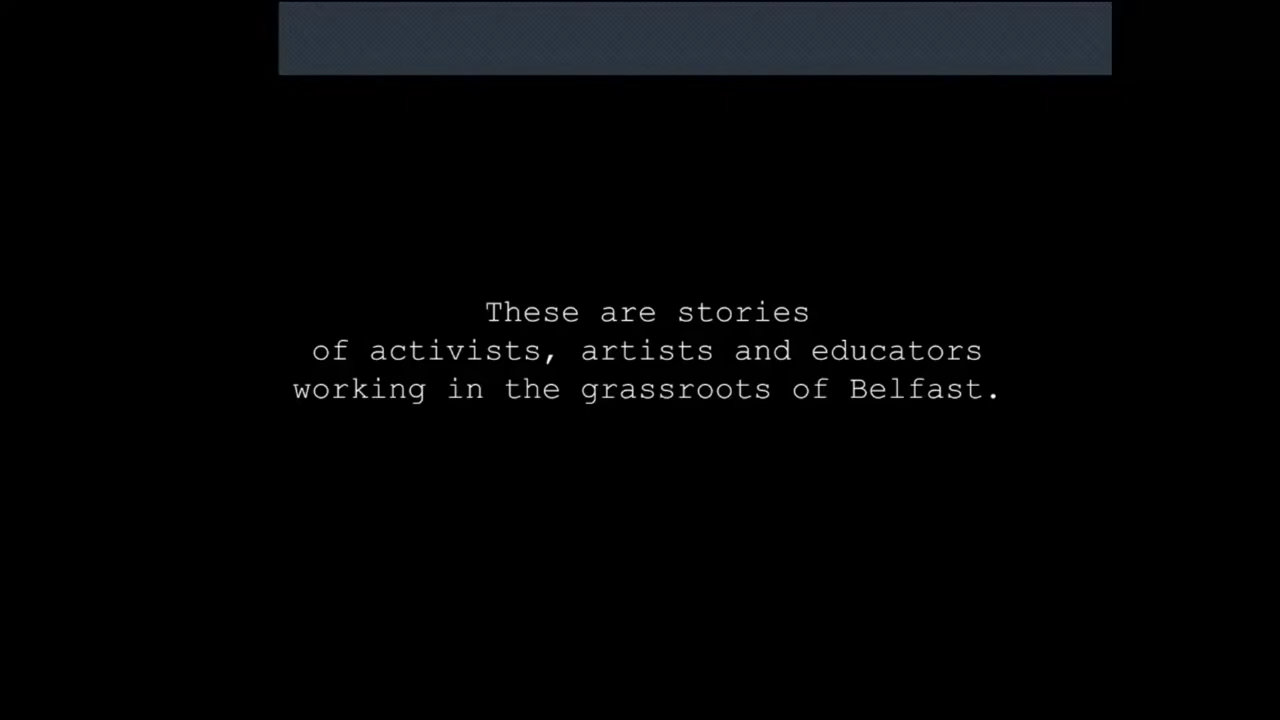 These are stories
of activists, artists and educators
working in the grassroots of Belfast.